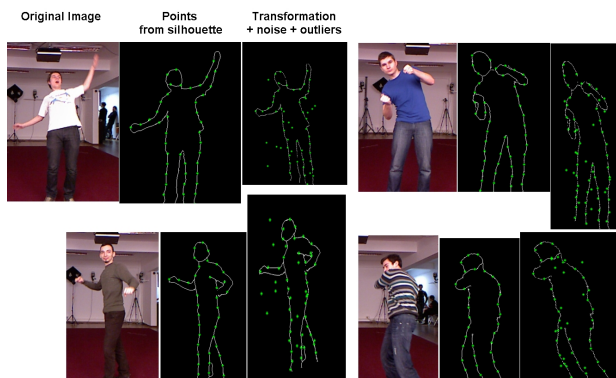 Original Image
Points
from silhouette
Transformation
+ noise + outliers